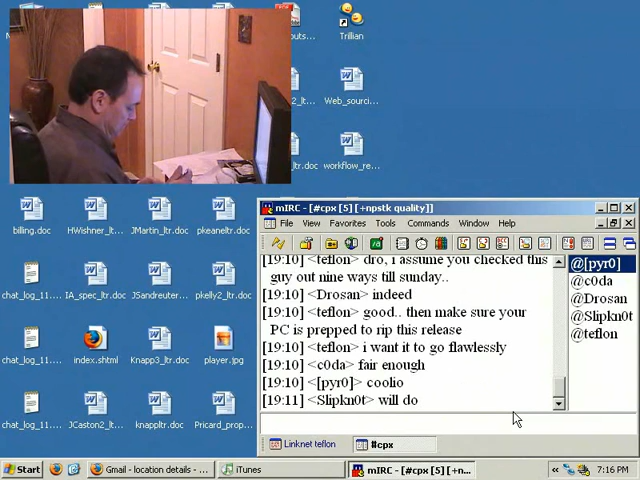 Trillian
Web_sourci...
ltr.doc
workflow_re...
billing.doc
HWishner_lt...
JMartin_ltr.doc
pkeaneltr.doc
chat_log_11....
IA_spec_ltr.doc
JSandreuter...
pkelly2_ltr.doc
chat_log_11....
index.shtml
Knapp3_ltr.doc
player.jpg
chat_log_11....
JCaston2_lt...
knappltr.doc
Pricard_prop...
mIRC - [#cpx [5] [+npstk quality]]
File View Favorites Tools Commands Window Help
[19:10] <teflon> dro, i assume you checked this
guy out nine ways till sunday..
[19:10] <Drosan> indeed
[19:10] <teflon> good.. then make sure your
PC is prepped to rip this release
[19:10] <teflon> i want it to go flawlessly
[19:10] <c0da> fair enough
[19:10] <[pyr0]> coolio
[19:11] <Slipkn0t> will do
@[pyr0]
@c0da
@Drosan
@Slipkn0t
@teflon
Linknet teflon
#cpx
Start
Gmail - location details - ...
iTunes
mIRC - [#cpx [5] [+n...
7:16 PM